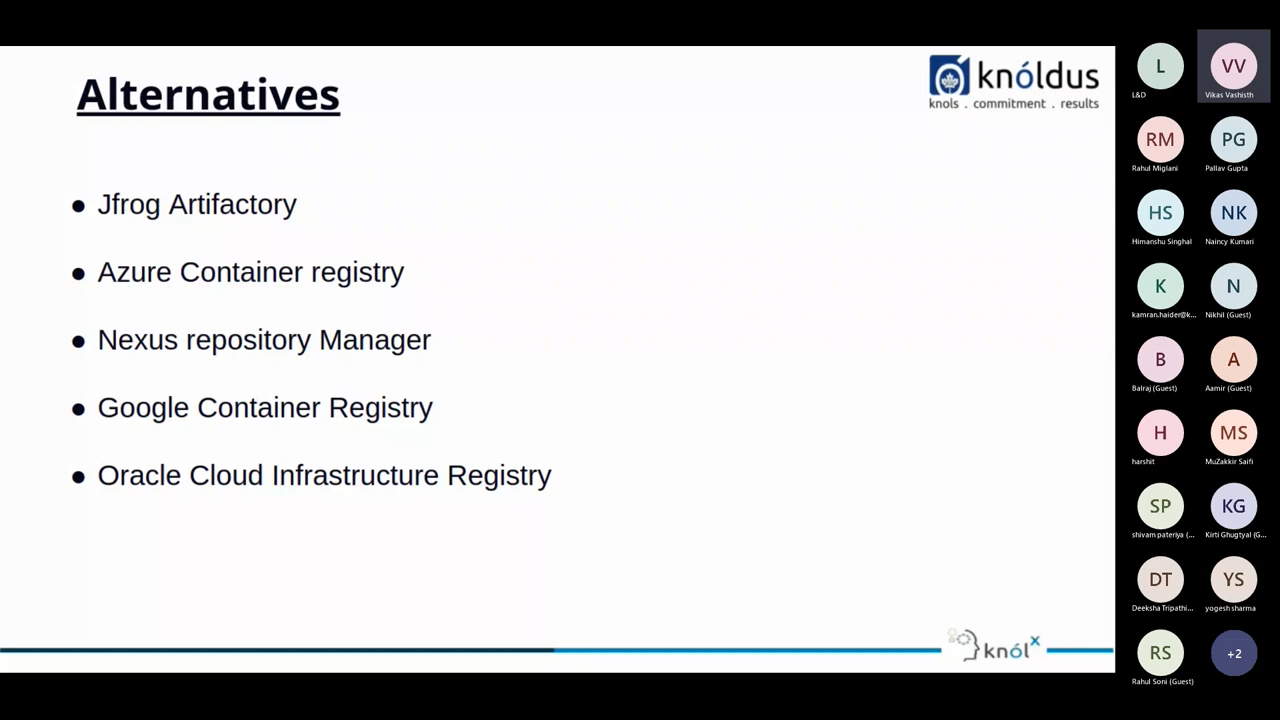 Alternatives
knóldus
knols . commitment . results
● Jfrog Artifactory
● Azure Container registry
● Nexus repository Manager
● Google Container Registry
● Oracle Cloud Infrastructure Registry
knól x
L
L&D
VV
Vikas Vashisth
RM
Rahul Miglani
PG
Pallav Gupta
HS
Himanshu Singhal
NK
Naincy Kumari
K
kamran.haider@k...
N
Nikhil (Guest)
B
Balraj (Guest)
A
Aamir (Guest)
H
harshit
MS
MuZakkir Saifi
SP
shivam pateriya (...
KG
Kirti Ghugtyal (G...
DT
Deeksha Tripathi...
YS
yogesh sharma
RS
Rahul Soni (Guest)
+2